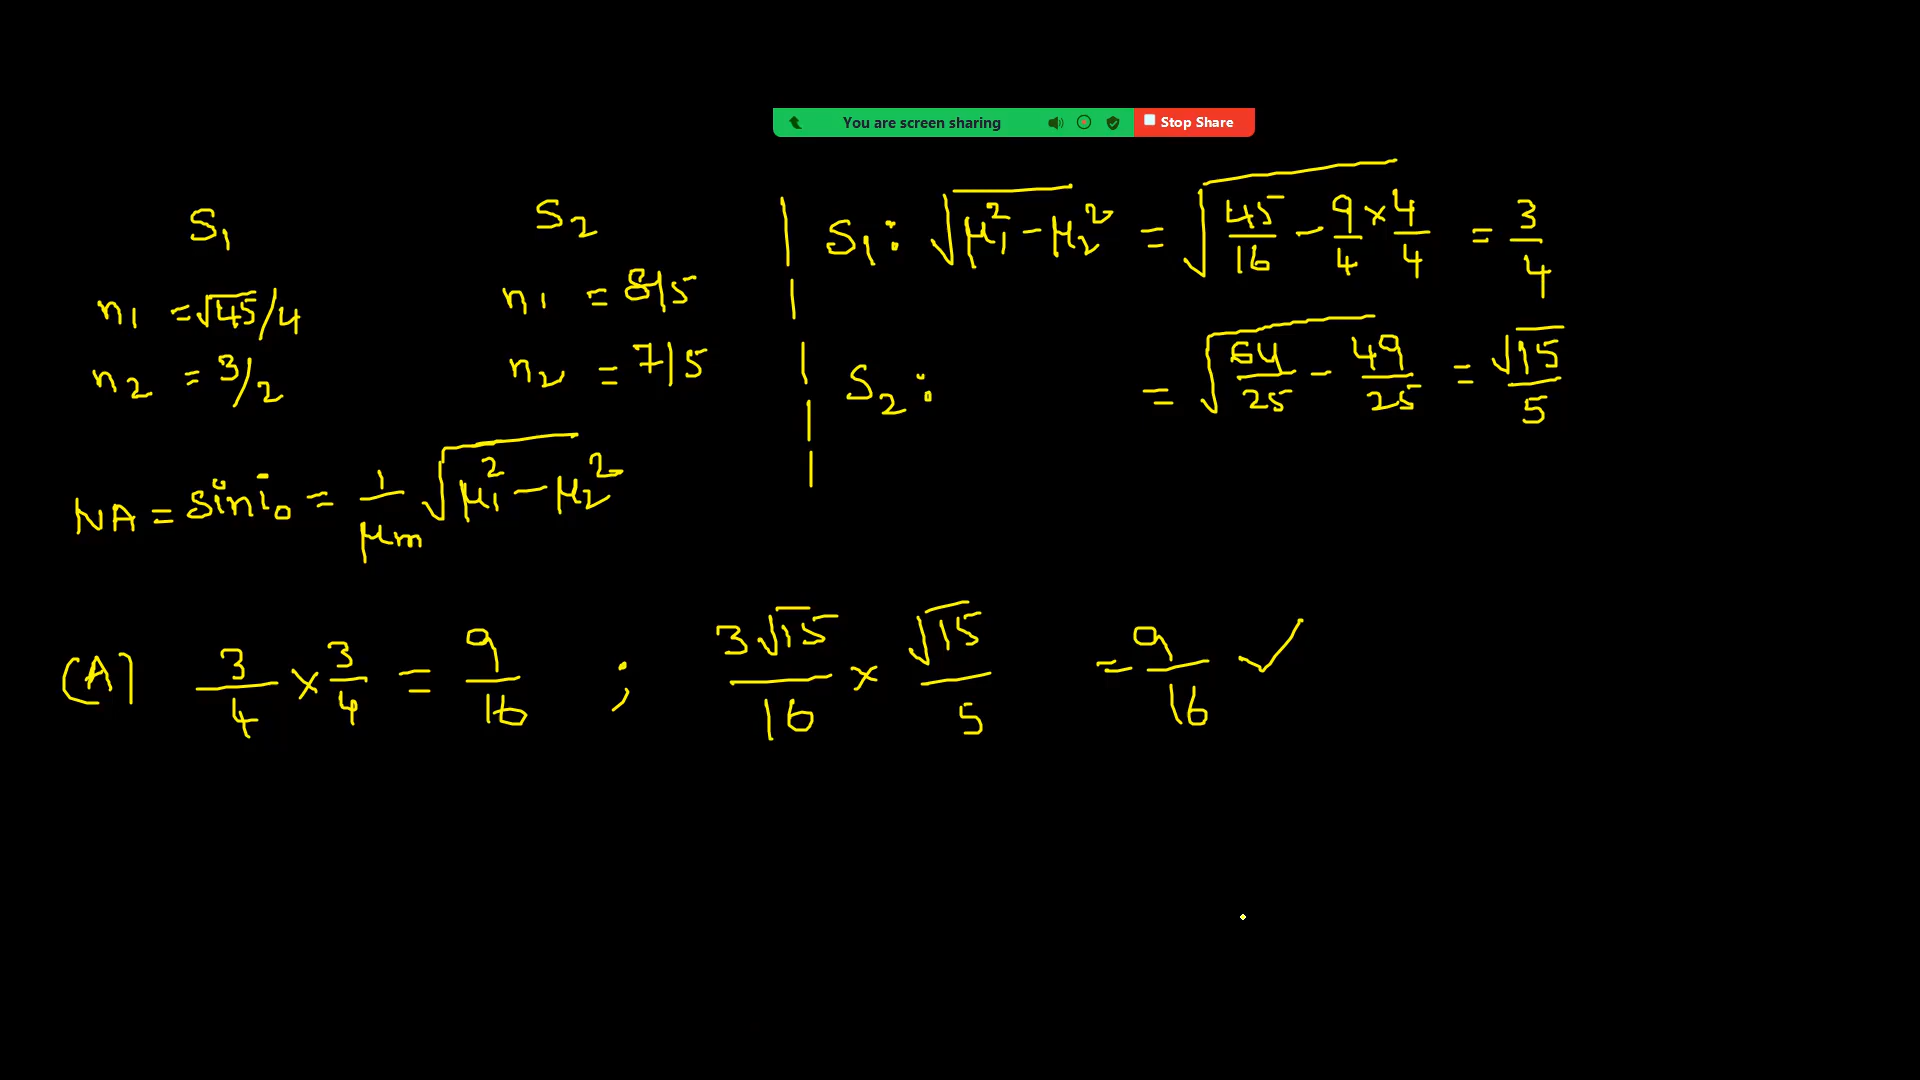 You are screen sharing Stop Share
S₁ S₂
n₁ = √45/4 n₁ = 8/5
n₂ = 3/2 n₂ = 7/5
S₁: √(μ₁² - μ₂²) = √(45/16 - 9/4 × 4/4) = 3/4
S₂: = √(64/25 - 49/25) = √15/5
NA = sin i₀ = 1/μm √(μ₁² - μ₂²)
(A) 3/4 × 3/4 = 9/16 ; 3√15/16 × √15/5 = 9/16 ✓